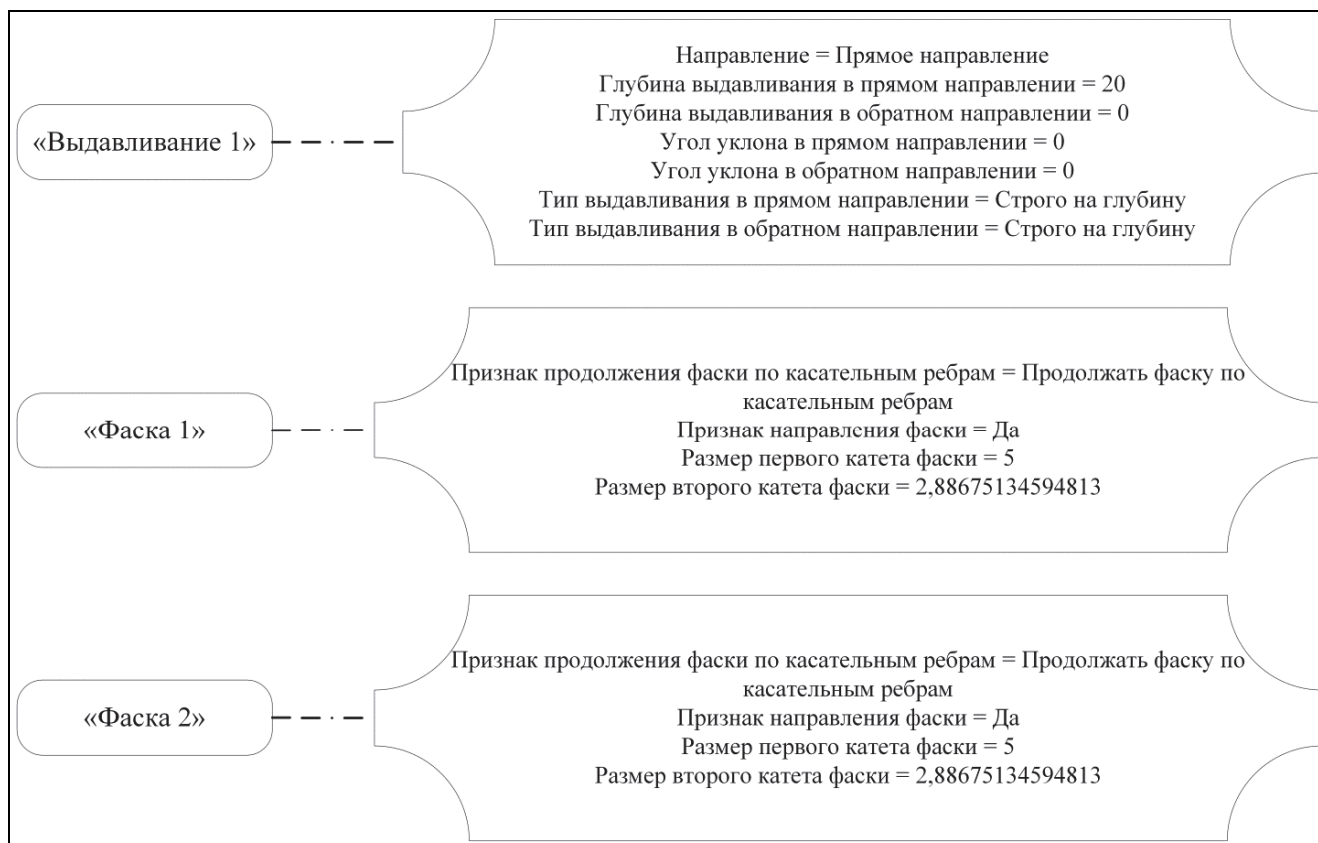 «Выдавливание 1»
Направление = Прямое направление
Глубина выдавливания в прямом направлении = 20
Глубина выдавливания в обратном направлении = 0
Угол уклона в прямом направлении = 0
Угол уклона в обратном направлении = 0
Тип выдавливания в прямом направлении = Строго на глубину
Тип выдавливания в обратном направлении = Строго на глубину
«Фаска 1»
Признак продолжения фаски по касательным ребрам = Продолжать фаску по
касательным ребрам
Признак направлсния фаски = Да
Размер первого катета фаски = 5
Размер второго катета фаски = 2,88675134594813
«Фаска 2»
Признак продолжения фаски по касательным ребрам = Продолжать фаску по
касательным ребрам
Признак направления фаски = Да
Размер первого катета фаски = 5
Размер второго катета фаски = 2,88675134594813